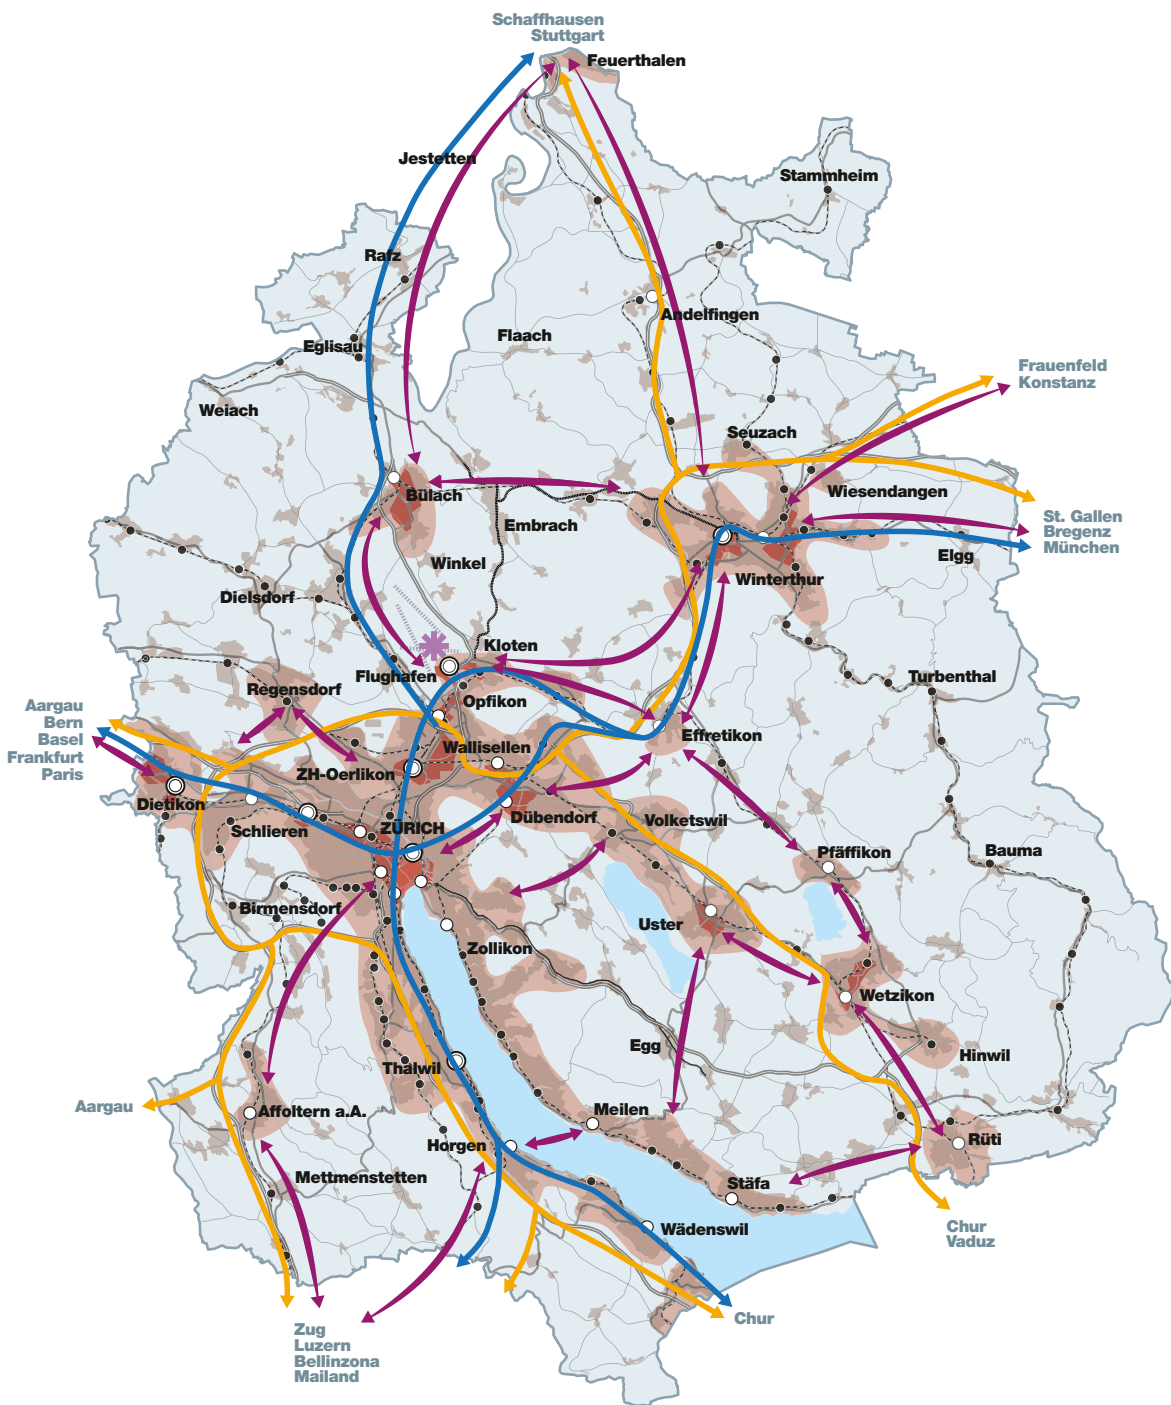 Schaffhausen
Stuttgart
Feuerthalen
Jestetten
Stammheim
Rafz
Andelfingen
Flaach
Eglisau
Frauenfeld
Konstanz
Weiach
Seuzach
Wiesendangen
Bülach
St. Gallen
Bregenz
München
Embrach
Elgg
Winkel
Winterthur
Dielsdorf
Kloten
Flughafen
Turbenthal
Regensdorf
Opfikon
Aargau
Bern
Basel
Frankfurt
Paris
Effretikon
Wallisellen
ZH-Oerlikon
Dietikon
Dübendorf
Volketswil
Schlieren
ZÜRICH
Pfäffikon
Bauma
Birmensdorf
Uster
Zollikon
Wetzikon
Egg
Hinwil
Thalwil
Aargau
Affoltern a.A.
Meilen
Horgen
Rüti
Mettmenstetten
Stäfa
Wädenswil
Chur
Vaduz
Chur
Zug
Luzern
Bellinzona
Mailand